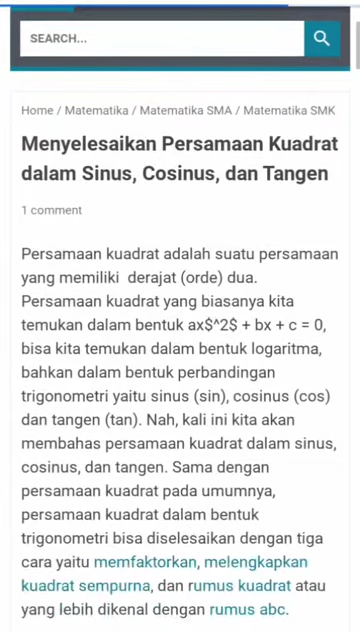 SEARCH...
Home / Matematika / Matematika SMA / Matematika SMK
Menyelesaikan Persamaan Kuadrat
dalam Sinus, Cosinus, dan Tangen
1 comment
Persamaan kuadrat adalah suatu persamaan
yang memiliki derajat (orde) dua.
Persamaan kuadrat yang biasanya kita
temukan dalam bentuk ax$^2$ + bx + c = 0,
bisa kita temukan dalam bentuk logaritma,
bahkan dalam bentuk perbandingan
trigonometri yaitu sinus (sin), cosinus (cos)
dan tangen (tan). Nah, kali ini kita akan
membahas persamaan kuadrat dalam sinus,
cosinus, dan tangen. Sama dengan
persamaan kuadrat pada umumnya,
persamaan kuadrat dalam bentuk
trigonometri bisa diselesaikan dengan tiga
cara yaitu memfaktorkan, melengkapkan
kuadrat sempurna, dan rumus kuadrat atau
yang lebih dikenal dengan rumus abc.